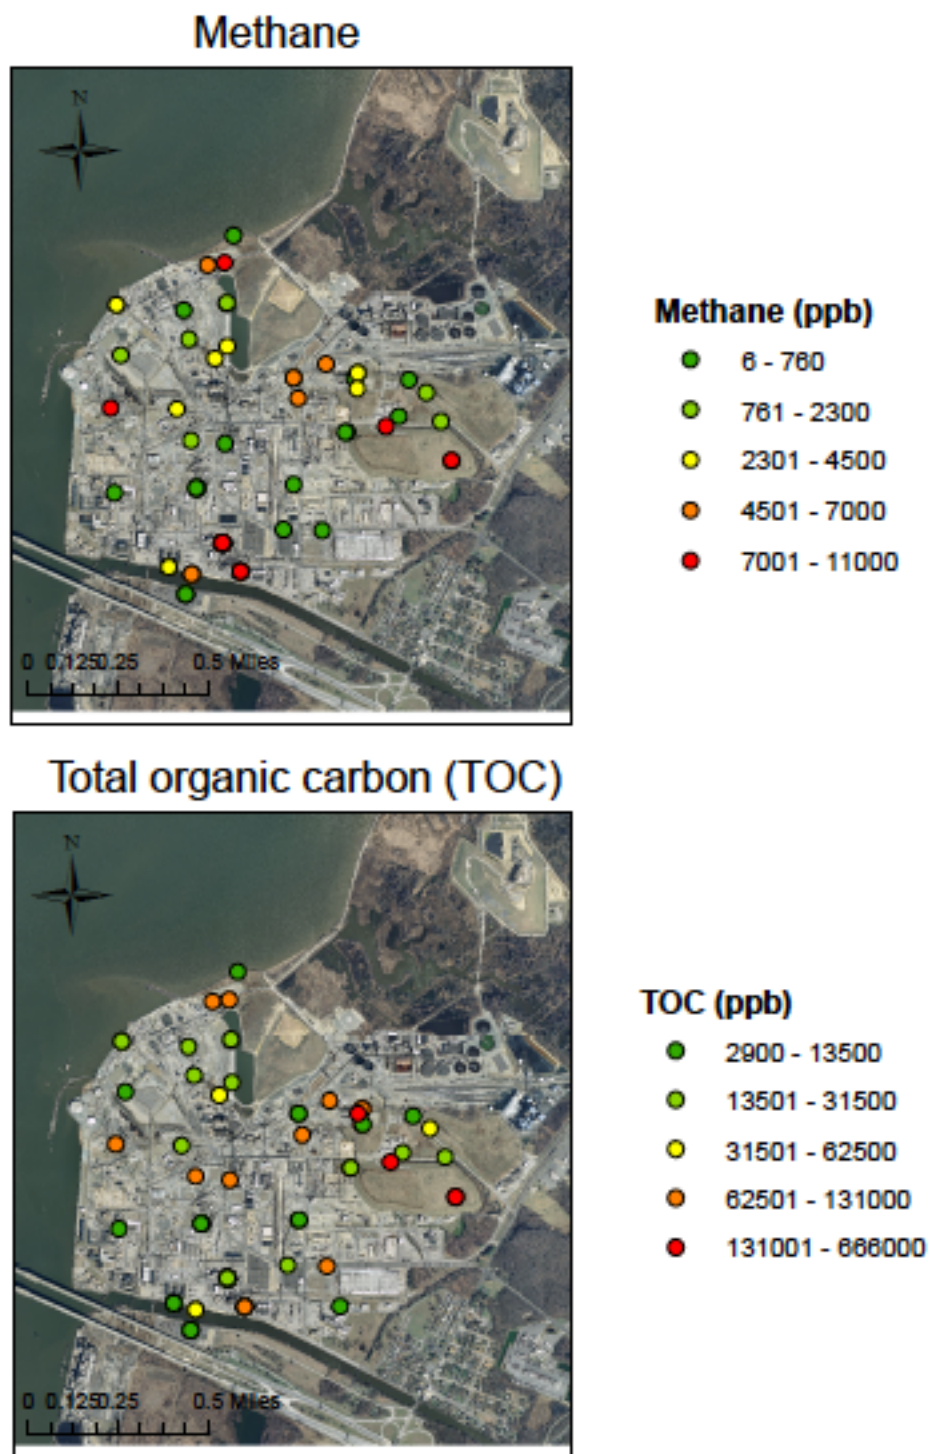 Methane
N
0 0.1250.25 0.5 Miles
Methane (ppb)
6 - 760
761 - 2300
2301 - 4500
4501 - 7000
7001 - 11000
Total organic carbon (TOC)
N
0 0.1250.25 0.5 Miles
TOC (ppb)
2900 - 13500
13501 - 31500
31501 - 62500
62501 - 131000
131001 - 666000